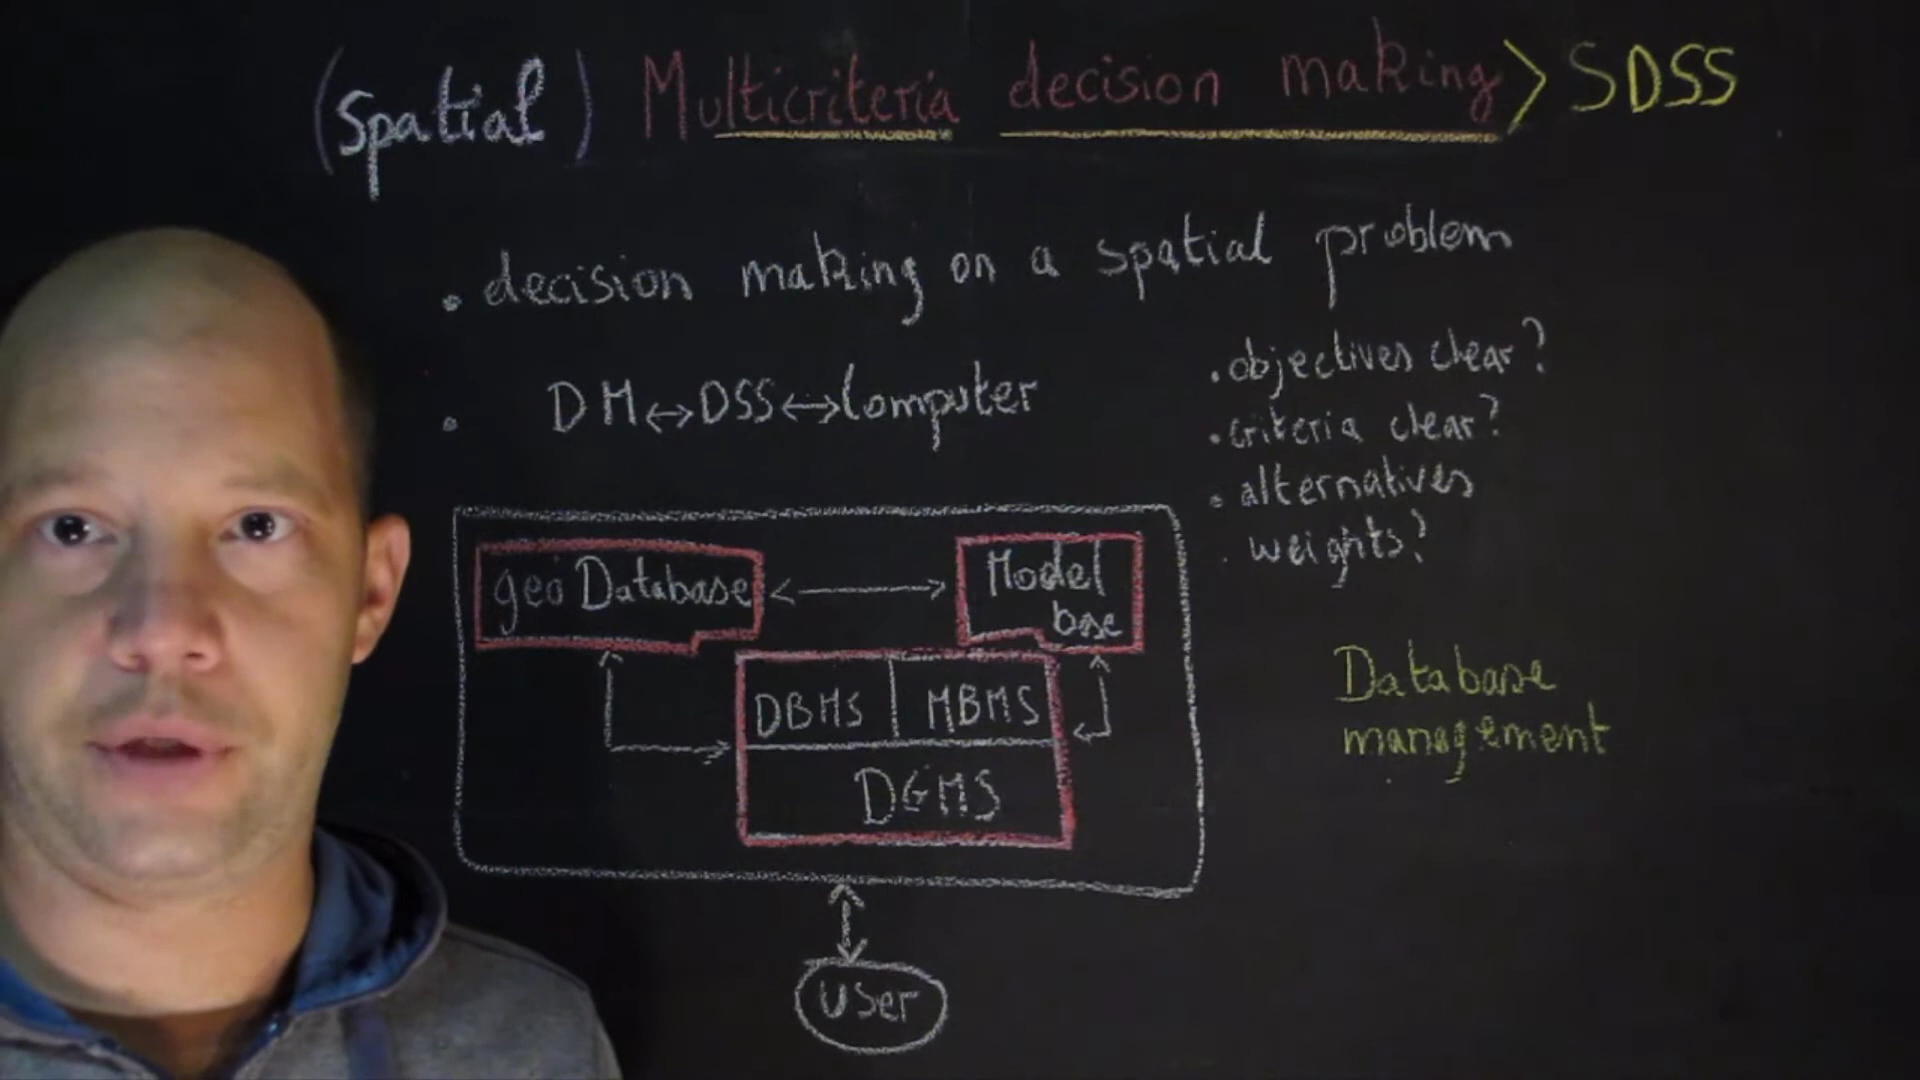 (Spatial) Multicriteria decision making > SDSS
• decision making on a spatial problem
• DM ↔ DSS ↔ Computer
• objectives clear?
• criteria clear?
• alternatives
• weights?
geo Database ↔ Model
base
DBMS | MBMS
DGMS
User
Database
management